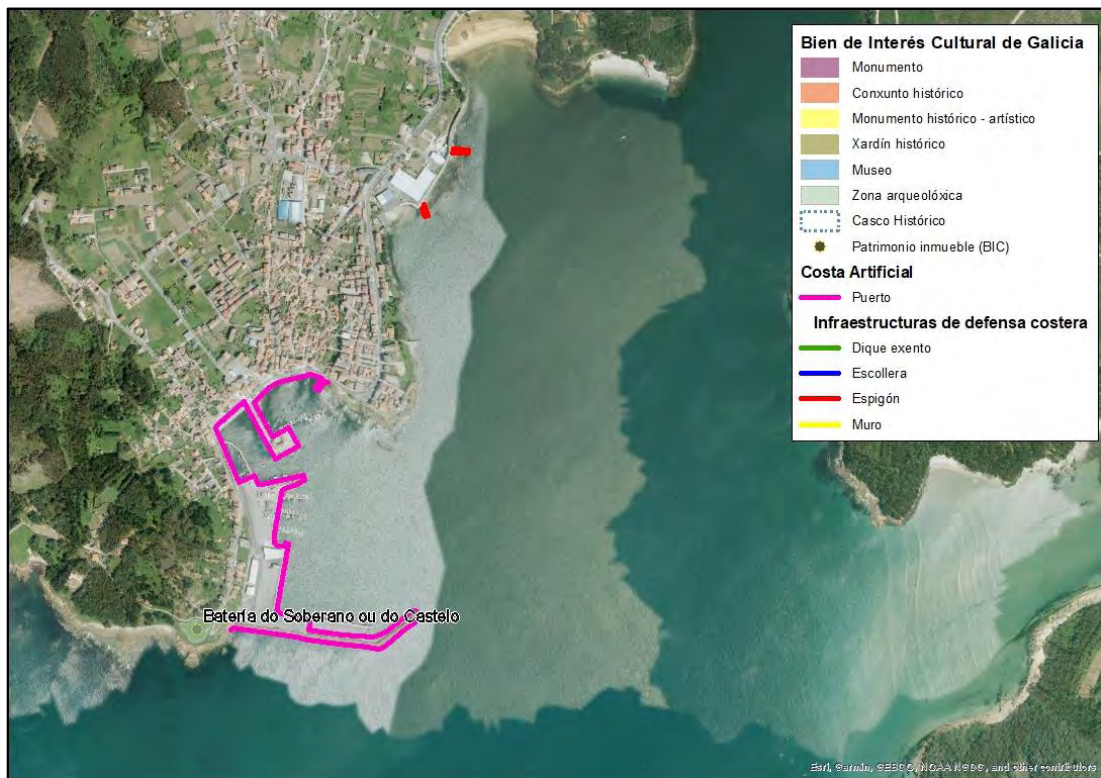 Bien de Interés Cultural de Galicia
Monumento
Conxunto histórico
Monumento histórico - artístico
Xardín histórico
Museo
Zona arqueolóxica
Casco Histórico
Patrimonio inmueble (BIC)
Costa Artificial
Puerto
Infraestructuras de defensa costera
Dique exento
Escollera
Espigón
Muro
Batería do Soberano ou do Castelo
Esri, Garmin, GEBCO, NOAA NGDC, and other contributors